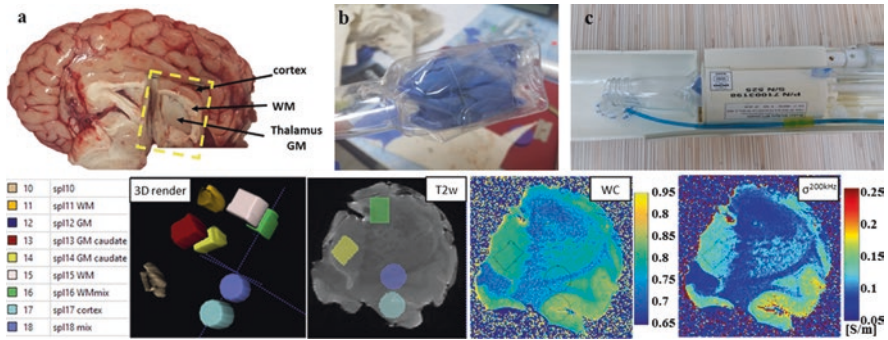 a
cortex
WM
Thalamus
GM
b
c
P/N 71003198
S/N 525
10 spl10
11 spl11 WM
12 spl12 GM
13 spl13 GM caudate
14 spl14 GM caudate
15 spl15 WM
16 spl16 WMmix
17 spl17 cortex
18 spl18 mix
3D render
T2w
WC
0.95
0.9
0.85
0.8
0.75
0.7
0.65
σ200kHz
0.25
0.20
0.15
0.1
0.05
[S/m]